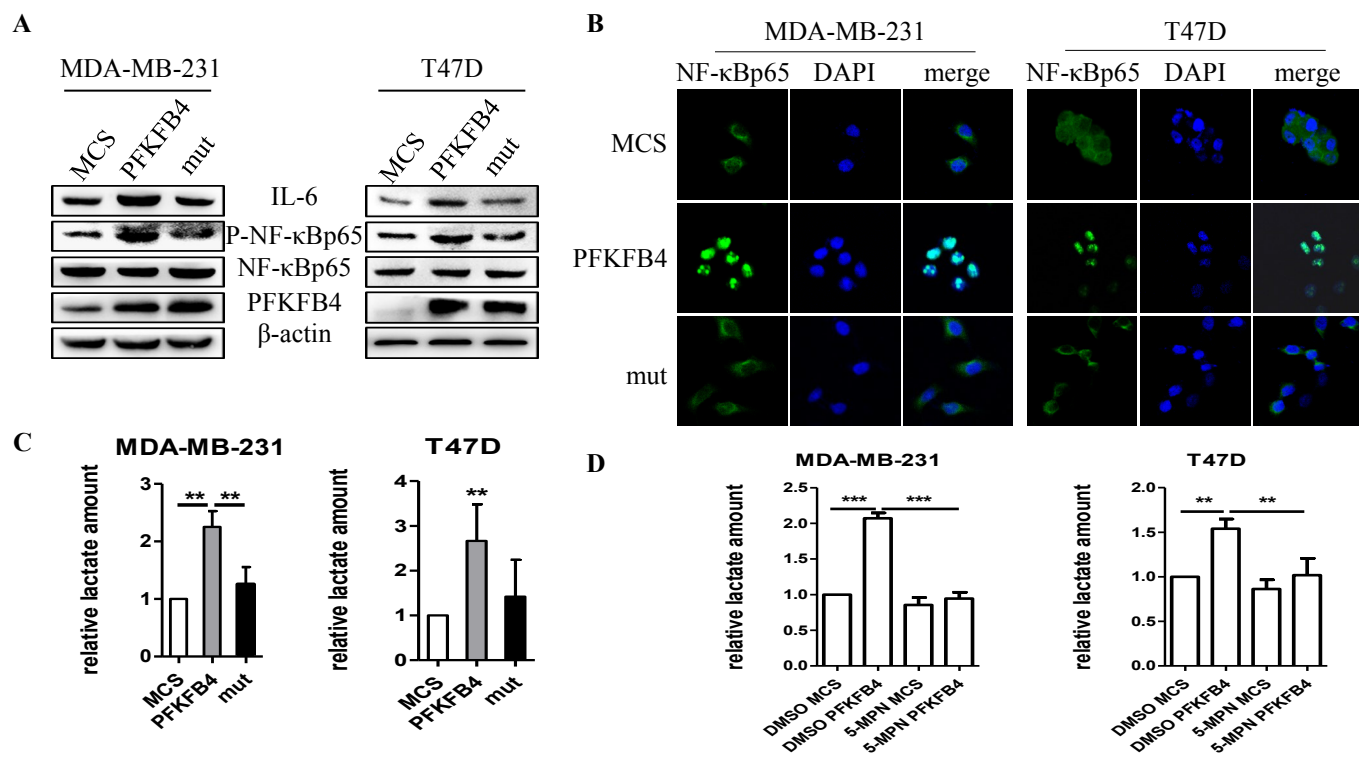 A
MDA-MB-231
T47D
MCS
PFKFB4
mut
MCS
PFKFB4
mut
IL-6
P-NF-κBp65
NF-κBp65
PFKFB4
β-actin
B
MDA-MB-231
T47D
NF-κBp65 DAPI merge
NF-κBp65 DAPI merge
MCS
PFKFB4
mut
C
MDA-MB-231
relative lactate amount
3
2
1
0
** **
MCS
PFKFB4
mut
T47D
relative lactate amount
4
3
2
1
0
**
MCS
PFKFB4
mut
D
MDA-MB-231
relative lactate amount
2.5
2.0
1.5
1.0
0.5
0.0
*** ***
DMSO MCS
DMSO PFKFB4
5-MPN MCS
5-MPN PFKFB4
T47D
relative lactate amount
2.0
1.5
1.0
0.5
0.0
** **
DMSO MCS
DMSO PFKFB4
5-MPN MCS
5-MPN PFKFB4